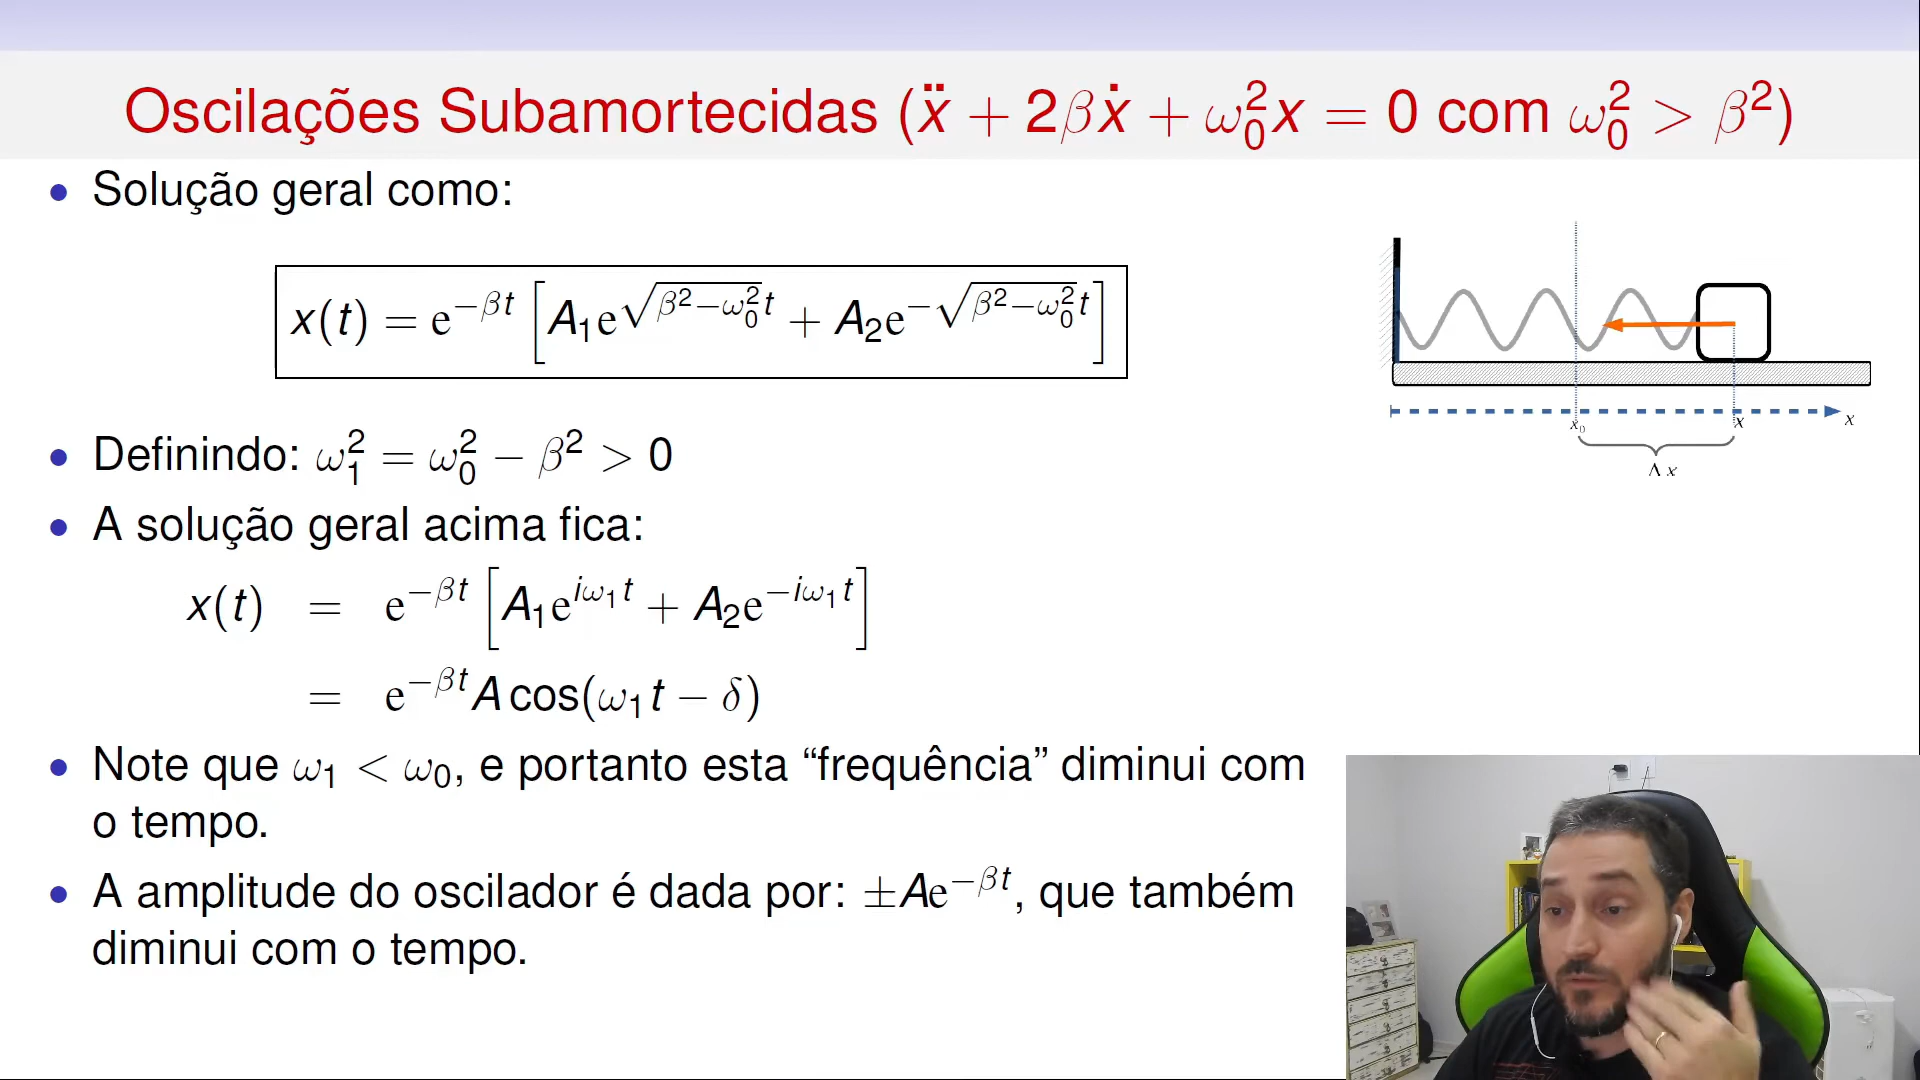 Oscilações Subamortecidas (ẍ + 2βẋ + ω₀²x = 0 com ω₀² > β²)
• Solução geral como:
x(t) = e^{−βt} [A₁e^{√(β²−ω₀²)t} + A₂e^{−√(β²−ω₀²)t}]
x₀ x x
Δ x
• Definindo: ω₁² = ω₀² − β² > 0
• A solução geral acima fica:
x(t) = e^{−βt} [A₁e^{iω₁t} + A₂e^{−iω₁t}]
= e^{−βt}A cos(ω₁t − δ)
• Note que ω₁ < ω₀, e portanto esta “frequência” diminui com
o tempo.
• A amplitude do oscilador é dada por: ±Ae^{−βt}, que também
diminui com o tempo.